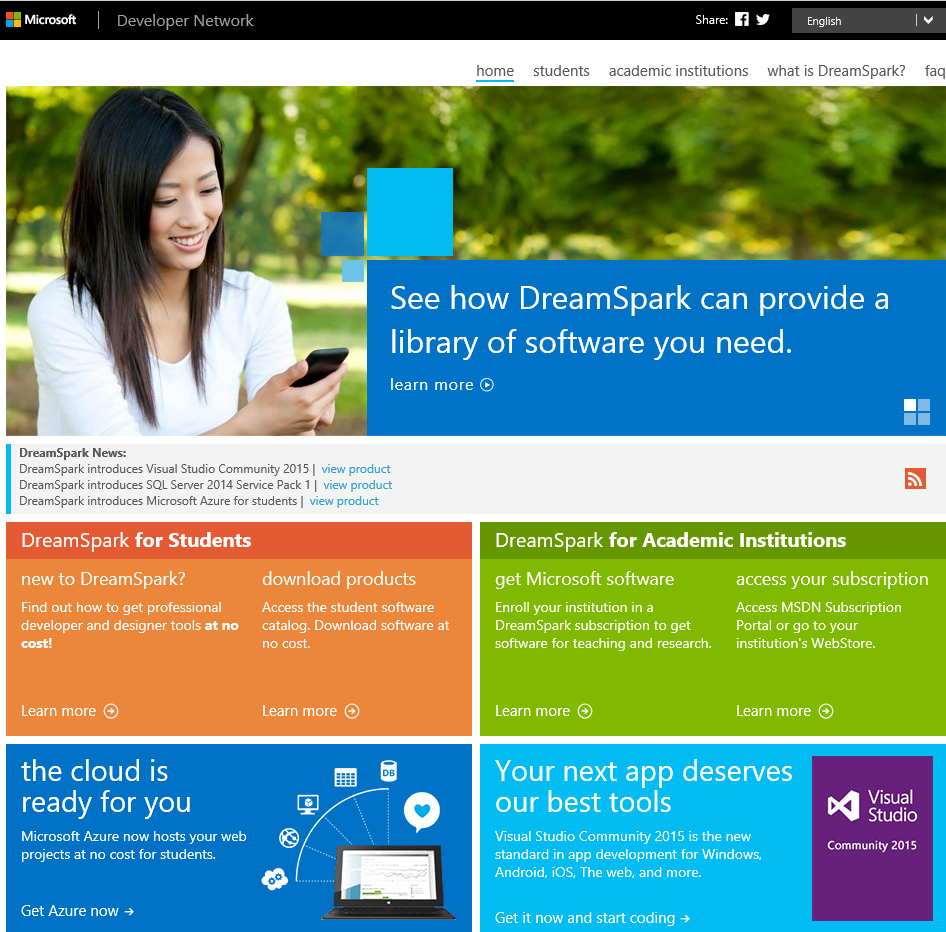 Microsoft Developer Network
Share:
English
home students academic institutions what is DreamSpark? faq
See how DreamSpark can provide a
library of software you need.
learn more
DreamSpark News:
DreamSpark introduces Visual Studio Community 2015 | view product
DreamSpark introduces SQL Server 2014 Service Pack 1 | view product
DreamSpark introduces Microsoft Azure for students | view product
DreamSpark for Students
new to DreamSpark?
Find out how to get professional
developer and designer tools at no
cost!
Learn more
download products
Access the student software
catalog. Download software at
no cost.
Learn more
DreamSpark for Academic Institutions
get Microsoft software
Enroll your institution in a
DreamSpark subscription to get
software for teaching and research.
Learn more
access your subscription
Access MSDN Subscription
Portal or go to your
institution's WebStore.
Learn more
the cloud is
ready for you
Microsoft Azure now hosts your web
projects at no cost for students.
Get Azure now
DB
Your next app deserves
our best tools
Visual Studio Community 2015 is the new
standard in app development for Windows,
Android, iOS, The web, and more.
Get it now and start coding
Visual
Studio
Community 2015